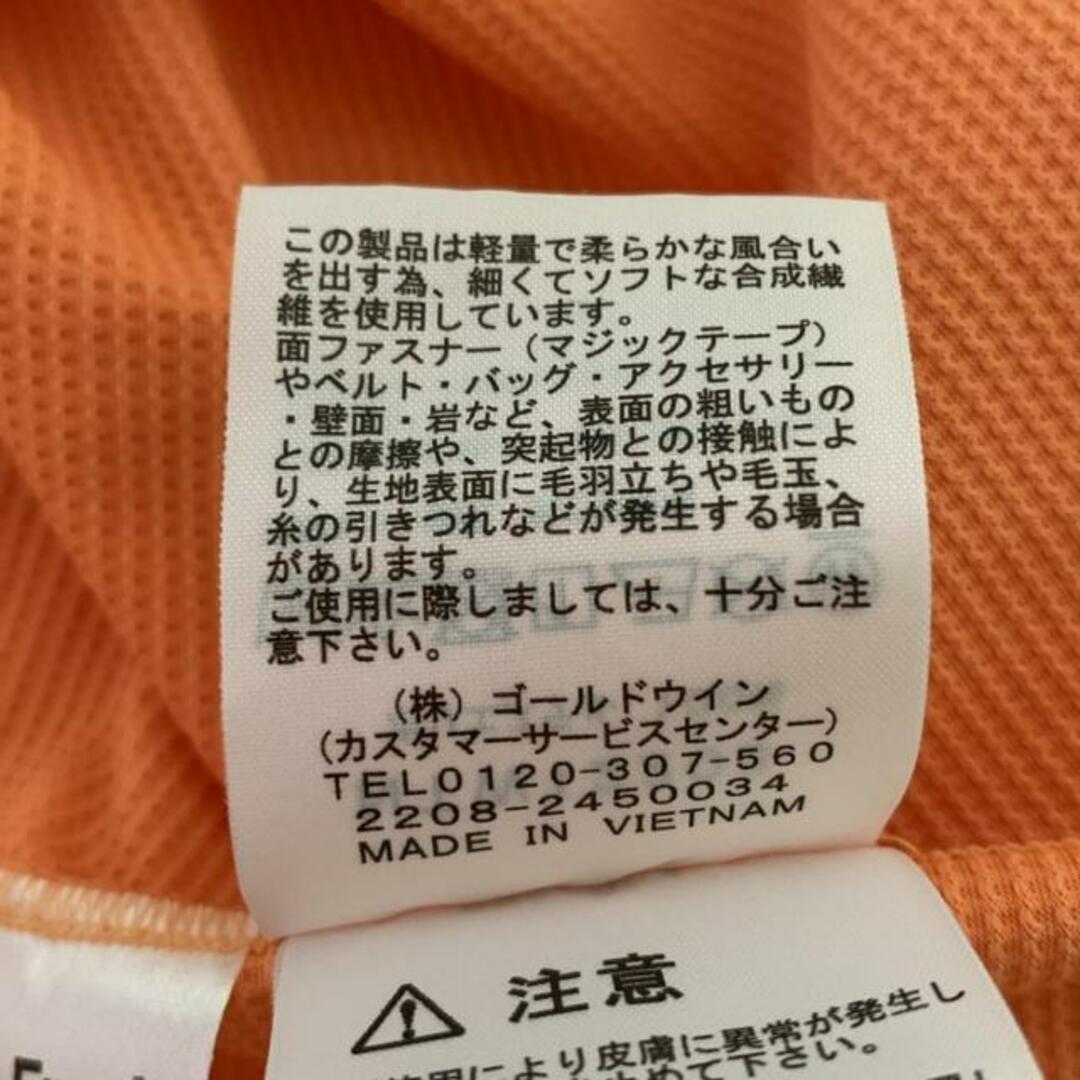 この製品は軽量で柔らかな風合い
を出す為、細くてソフトな合成繊
維を使用しています。
面ファスナー（マジックテープ）
やベルト・バッグ・アクセサリー
・壁面・岩など、表面の粗いもの
との摩擦や、突起物との接触によ
り、生地表面に毛羽立ちや毛玉、
糸の引きつれなどが発生する場合
があります。
ご使用に際しましては、十分ご注
意下さい。
（株）ゴールドウイン
（カスタマーサービスセンター）
TEL0120-307-560
2208-2450034
MADE IN VIETNAM
注意
使用により皮膚に異常が発生し
て下さい。